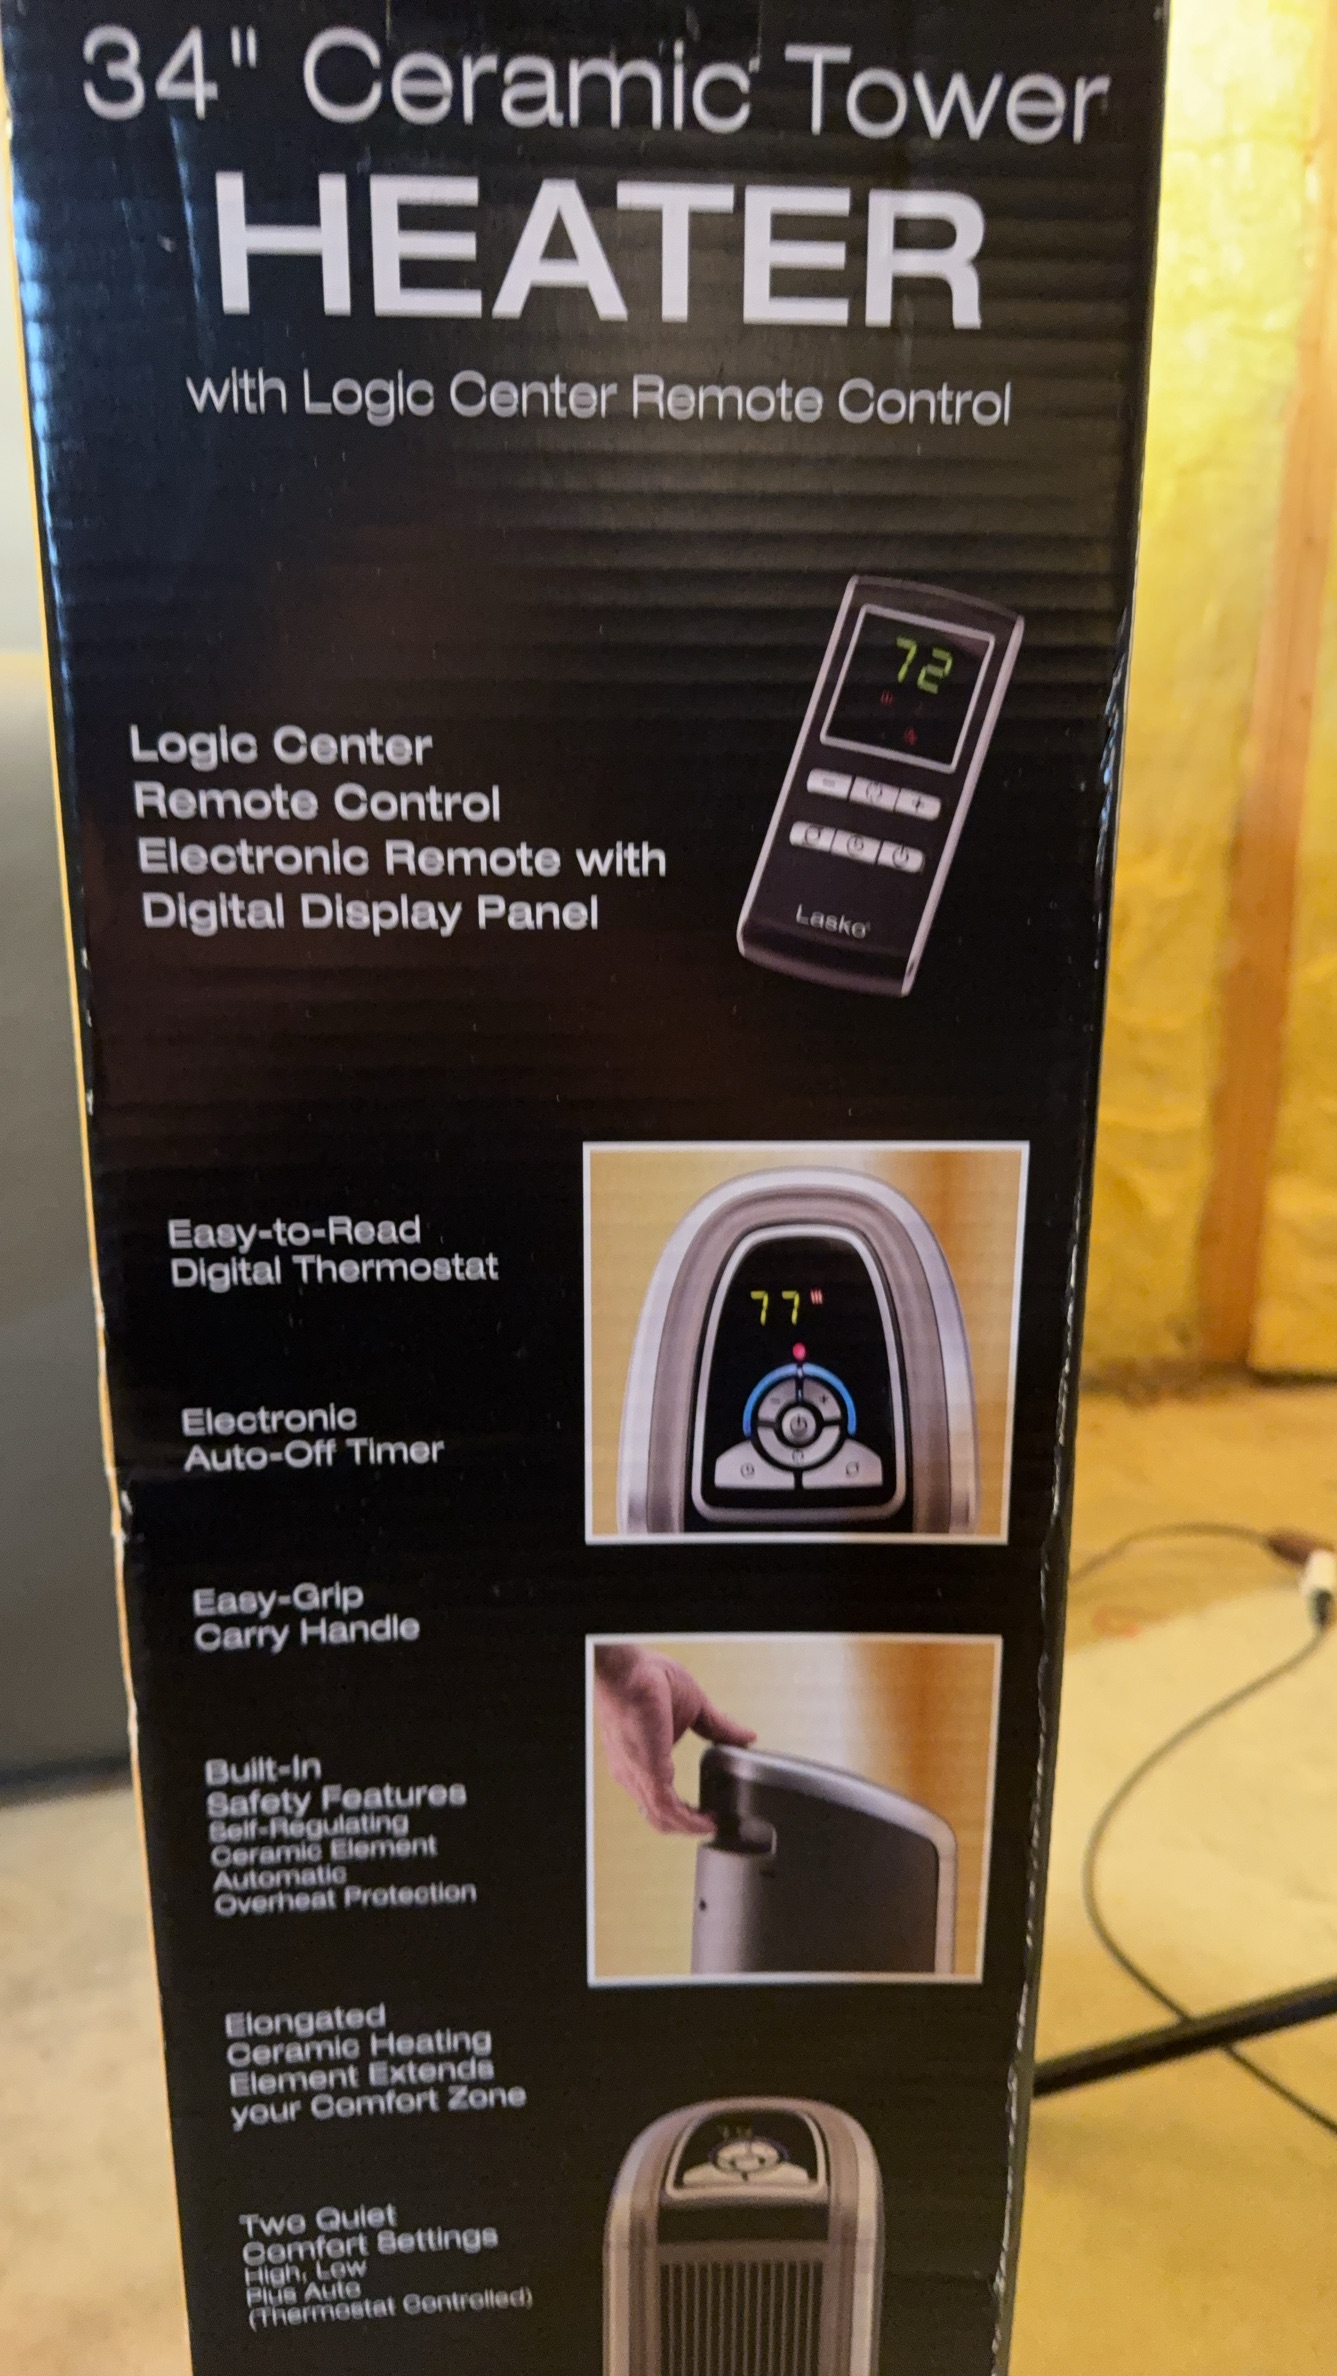 34" Ceramic Tower
HEATER
with Logic Center Remote Control
72
Logic Center
Remote Control
Electronic Remote with
Digital Display Panel
Lasko
Easy-to-Read
Digital Thermostat
77
Electronic
Auto-Off Timer
Easy-Grip
Carry Handle
Built-In
Safety Features
Self-Regulating
Ceramic Element
Automatic
Overheat Protection
Elongated
Ceramic Heating
Element Extends
your Comfort Zone
Two Quiet
Comfort Settings
High, Low
Plus Auto
(Thermostat Controlled)